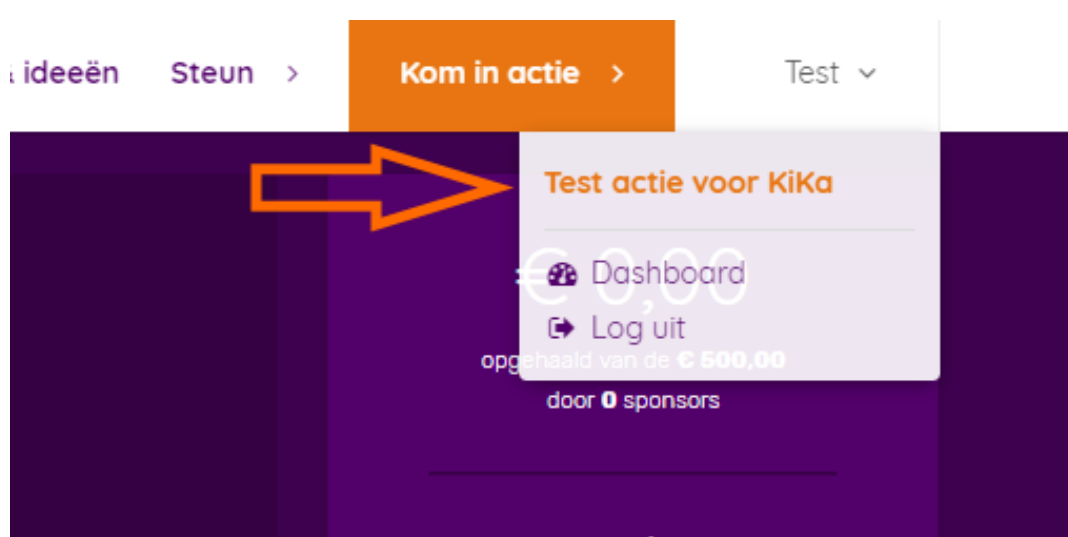 ideeën Steun > Kom in actie > Test
Test actie voor KiKa
€ 0,00
Dashboard
Log uit
opgehaald van de € 500,00
door 0 sponsors